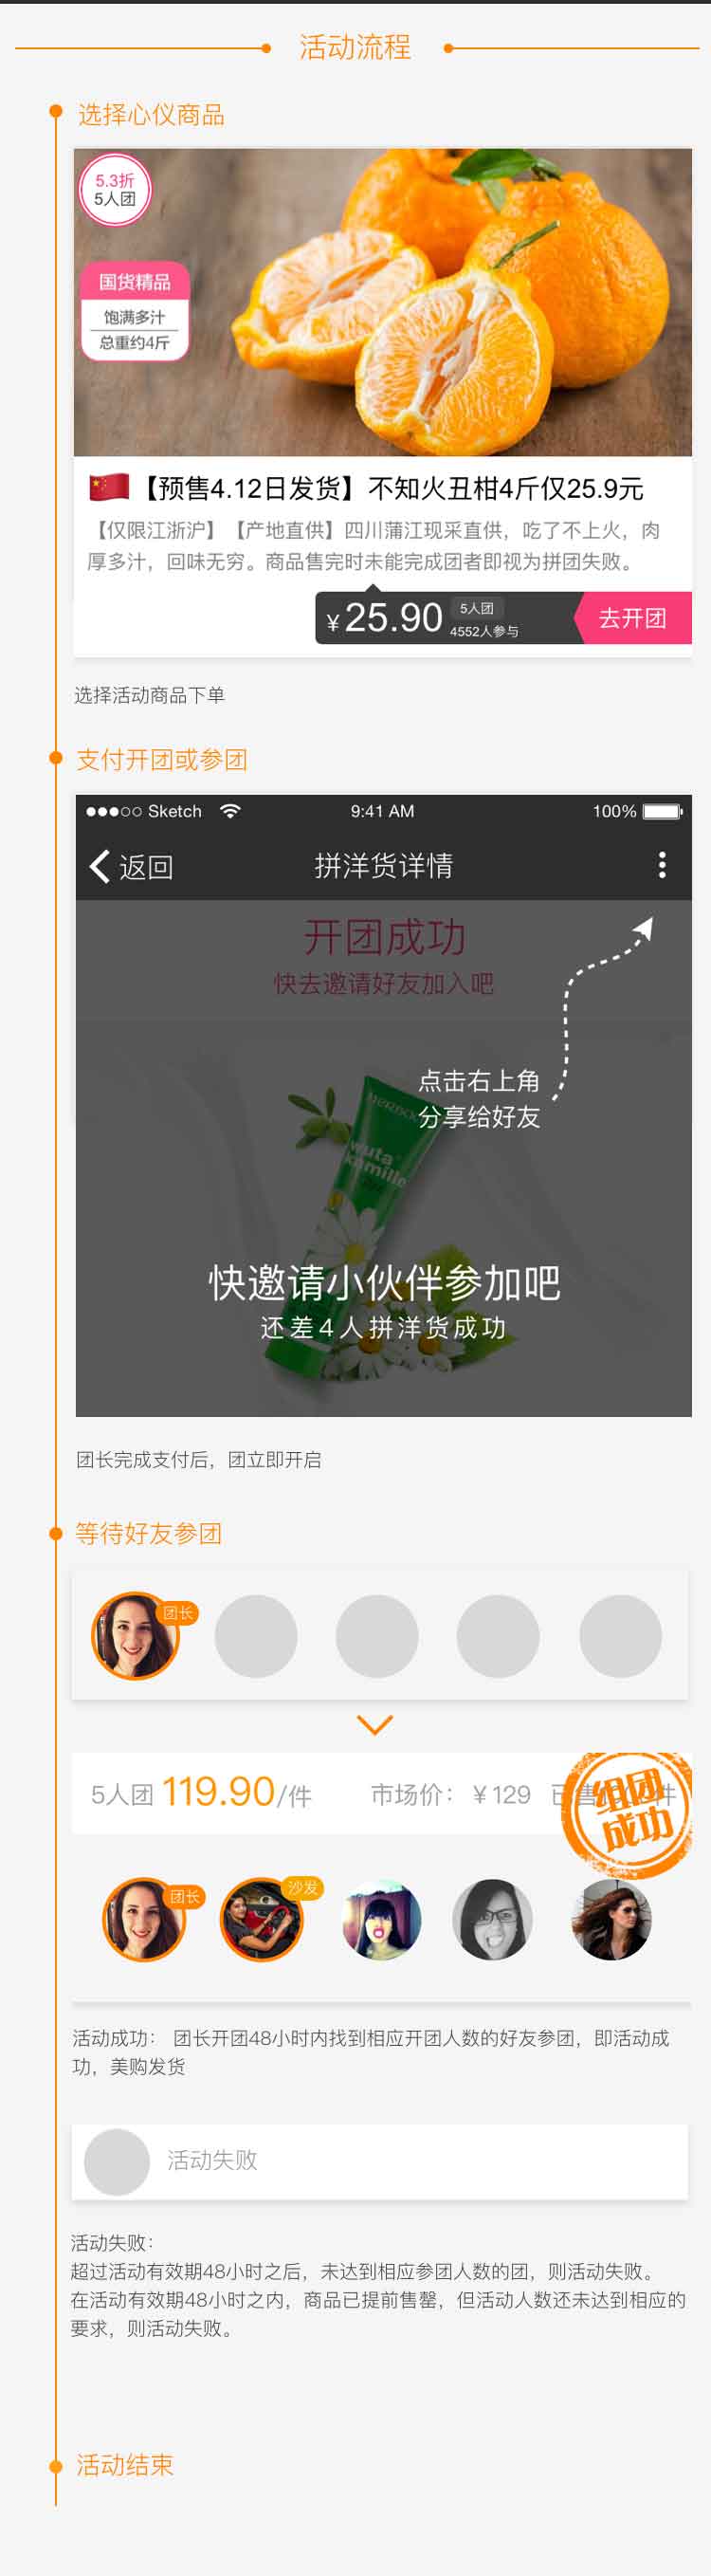 活动流程
选择心仪商品
5.3折
5人团
国货精品
饱满多汁
总重约4斤
【预售4.12日发货】不知火丑柑4斤仅25.9元
【仅限江浙沪】【产地直供】四川蒲江现采直供，吃了不上火，肉
厚多汁，回味无穷。商品售完时未能完成团者即视为拼团失败。
¥25.90 5人团
4552人参与
去开团
选择活动商品下单
支付开团或参团
Sketch 9:41 AM 100%
返回 拼洋货详情
开团成功
快去邀请好友加入吧
点击右上角
分享给好友
wuta
kamille
快邀请小伙伴参加吧
还差4人拼洋货成功
团长完成支付后，团立即开启
等待好友参团
团长
5人团 119.90/件 市场价：￥129
组团
成功
团长 沙发
活动成功： 团长开团48小时内找到相应开团人数的好友参团，即活动成
功，美购发货
活动失败
活动失败：
超过活动有效期48小时之后，未达到相应参团人数的团，则活动失败。
在活动有效期48小时之内，商品已提前售罄，但活动人数还未达到相应的
要求，则活动失败。
活动结束